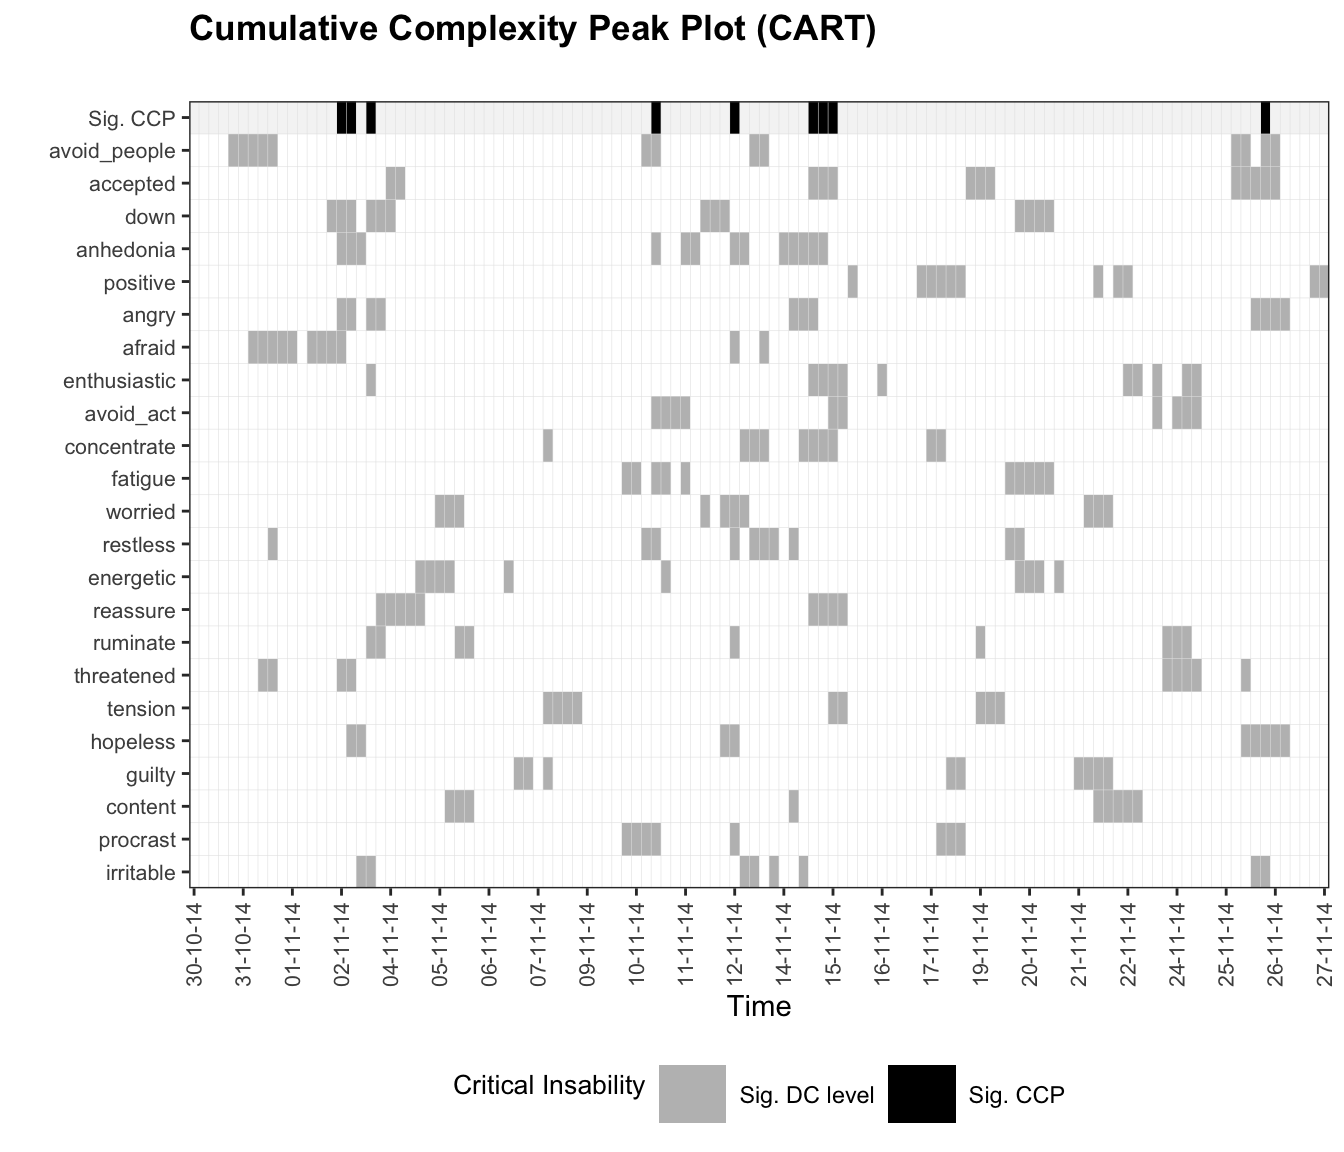 Cumulative Complexity Peak Plot (CART)
Sig. CCP
avoid_people
accepted
down
anhedonia
positive
angry
afraid
enthusiastic
avoid_act
concentrate
fatigue
worried
restless
energetic
reassure
ruminate
threatened
tension
hopeless
guilty
content
procrast
irritable
30-10-14
31-10-14
01-11-14
02-11-14
04-11-14
05-11-14
06-11-14
07-11-14
09-11-14
10-11-14
11-11-14
12-11-14
14-11-14
15-11-14
16-11-14
17-11-14
19-11-14
20-11-14
21-11-14
22-11-14
24-11-14
25-11-14
26-11-14
27-11-14
Time
Critical Insability Sig. DC level Sig. CCP